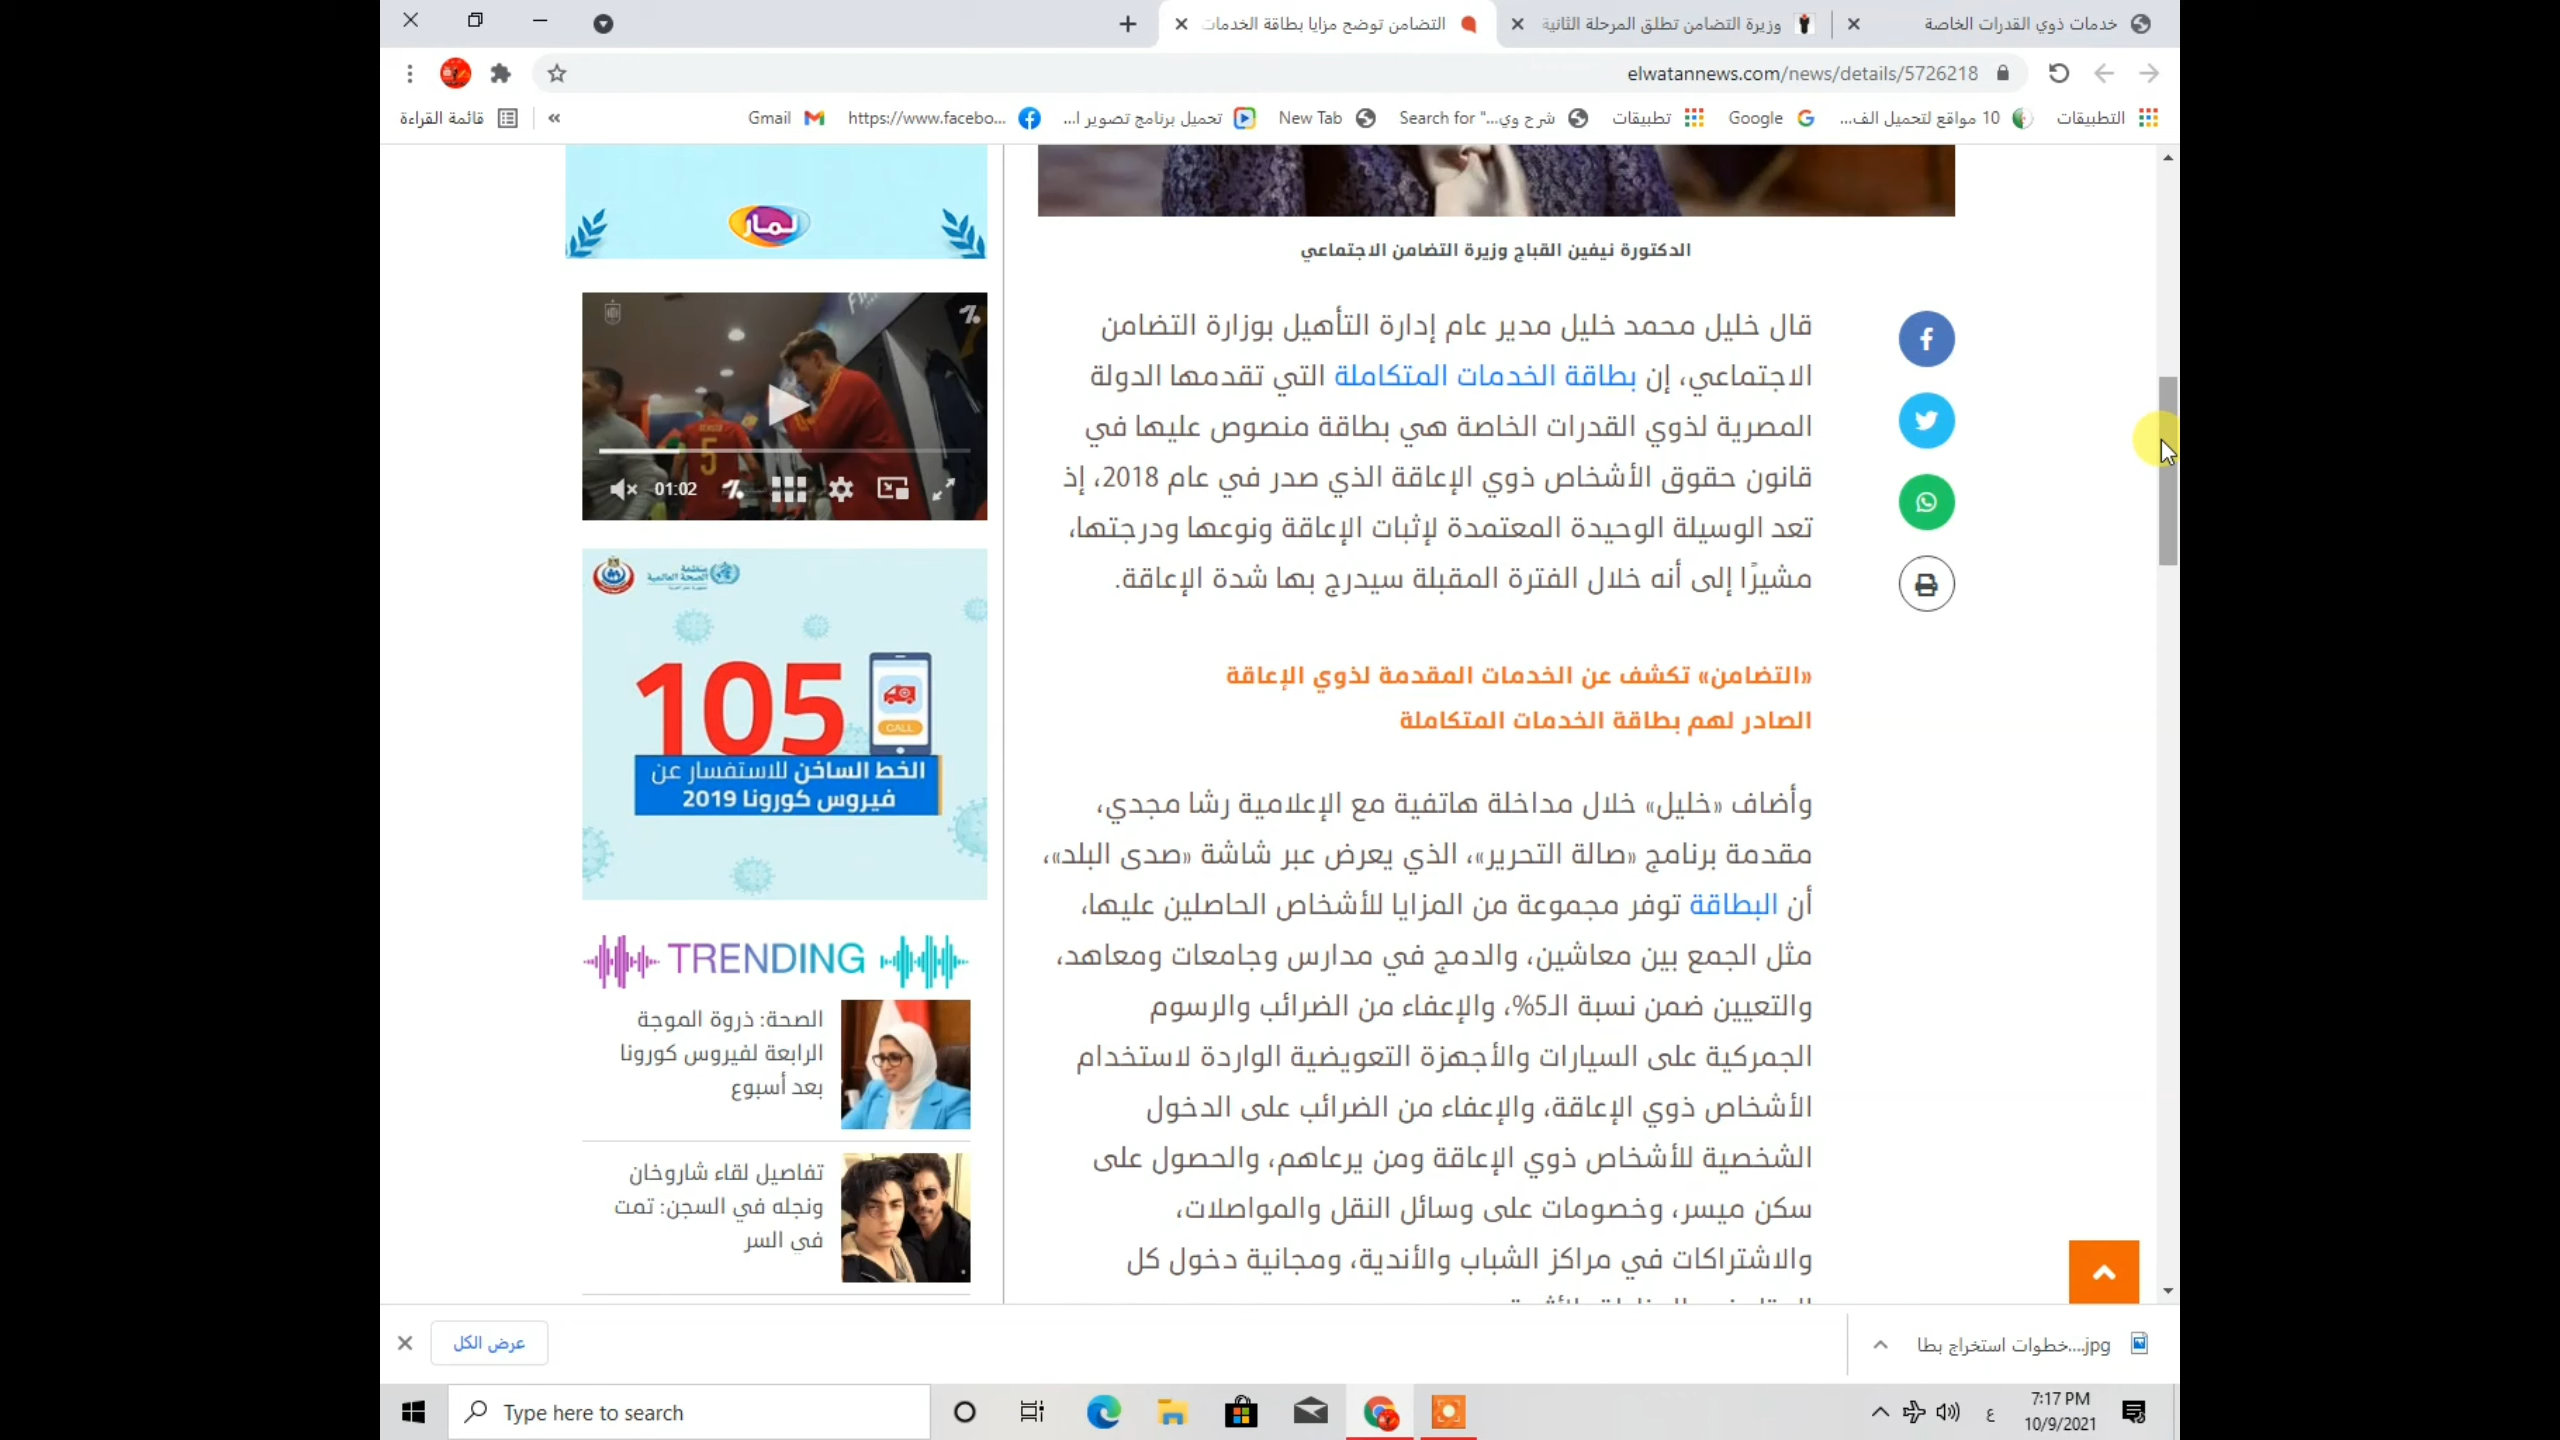 خدمات ذوي القدرات الخاصة
وزيرة التضامن تطلق المرحلة الثانية
التضامن توضح مزايا بطاقة الخدمات
elwatannews.com/news/details/5726218
التطبيقات
10 مواقع لتحميل الف...
Google
تطبيقات
Search for "...شرح وي
New Tab
تحميل برنامج تصوير ا...
https://www.facebo...
Gmail
»
قائمة القراءة
الدكتورة نيفين القباج وزيرة التضامن الاجتماعي
قال خليل محمد خليل مدير عام إدارة التأهيل بوزارة التضامن
الاجتماعي، إن بطاقة الخدمات المتكاملة التي تقدمها الدولة
المصرية لذوي القدرات الخاصة هي بطاقة منصوص عليها في
قانون حقوق الأشخاص ذوي الإعاقة الذي صدر في عام 2018، إذ
تعد الوسيلة الوحيدة المعتمدة لإثبات الإعاقة ونوعها ودرجتها،
مشيرًا إلى أنه خلال الفترة المقبلة سيدرج بها شدة الإعاقة.
«التضامن» تكشف عن الخدمات المقدمة لذوي الإعاقة
الصادر لهم بطاقة الخدمات المتكاملة
وأضاف «خليل» خلال مداخلة هاتفية مع الإعلامية رشا مجدي،
مقدمة برنامج «صالة التحرير»، الذي يعرض عبر شاشة «صدى البلد»،
أن البطاقة توفر مجموعة من المزايا للأشخاص الحاصلين عليها،
مثل الجمع بين معاشين، والدمج في مدارس وجامعات ومعاهد،
والتعيين ضمن نسبة الـ5%، والإعفاء من الضرائب والرسوم
الجمركية على السيارات والأجهزة التعويضية الواردة لاستخدام
الأشخاص ذوي الإعاقة، والإعفاء من الضرائب على الدخول
الشخصية للأشخاص ذوي الإعاقة ومن يرعاهم، والحصول على
سكن ميسر، وخصومات على وسائل النقل والمواصلات،
والاشتراكات في مراكز الشباب والأندية، ومجانية دخول كل
لمار
5
01:02
منظمة
الصحة العالمية
105
CALL
الخط الساخن للاستفسار عن
فيروس كورونا 2019
TRENDING
الصحة: ذروة الموجة
الرابعة لفيروس كورونا
بعد أسبوع
تفاصيل لقاء شاروخان
ونجله في السجن: تمت
في السر
خطوات استخراج بطا....jpg
عرض الكل
Type here to search
ع
7:17 PM
10/9/2021